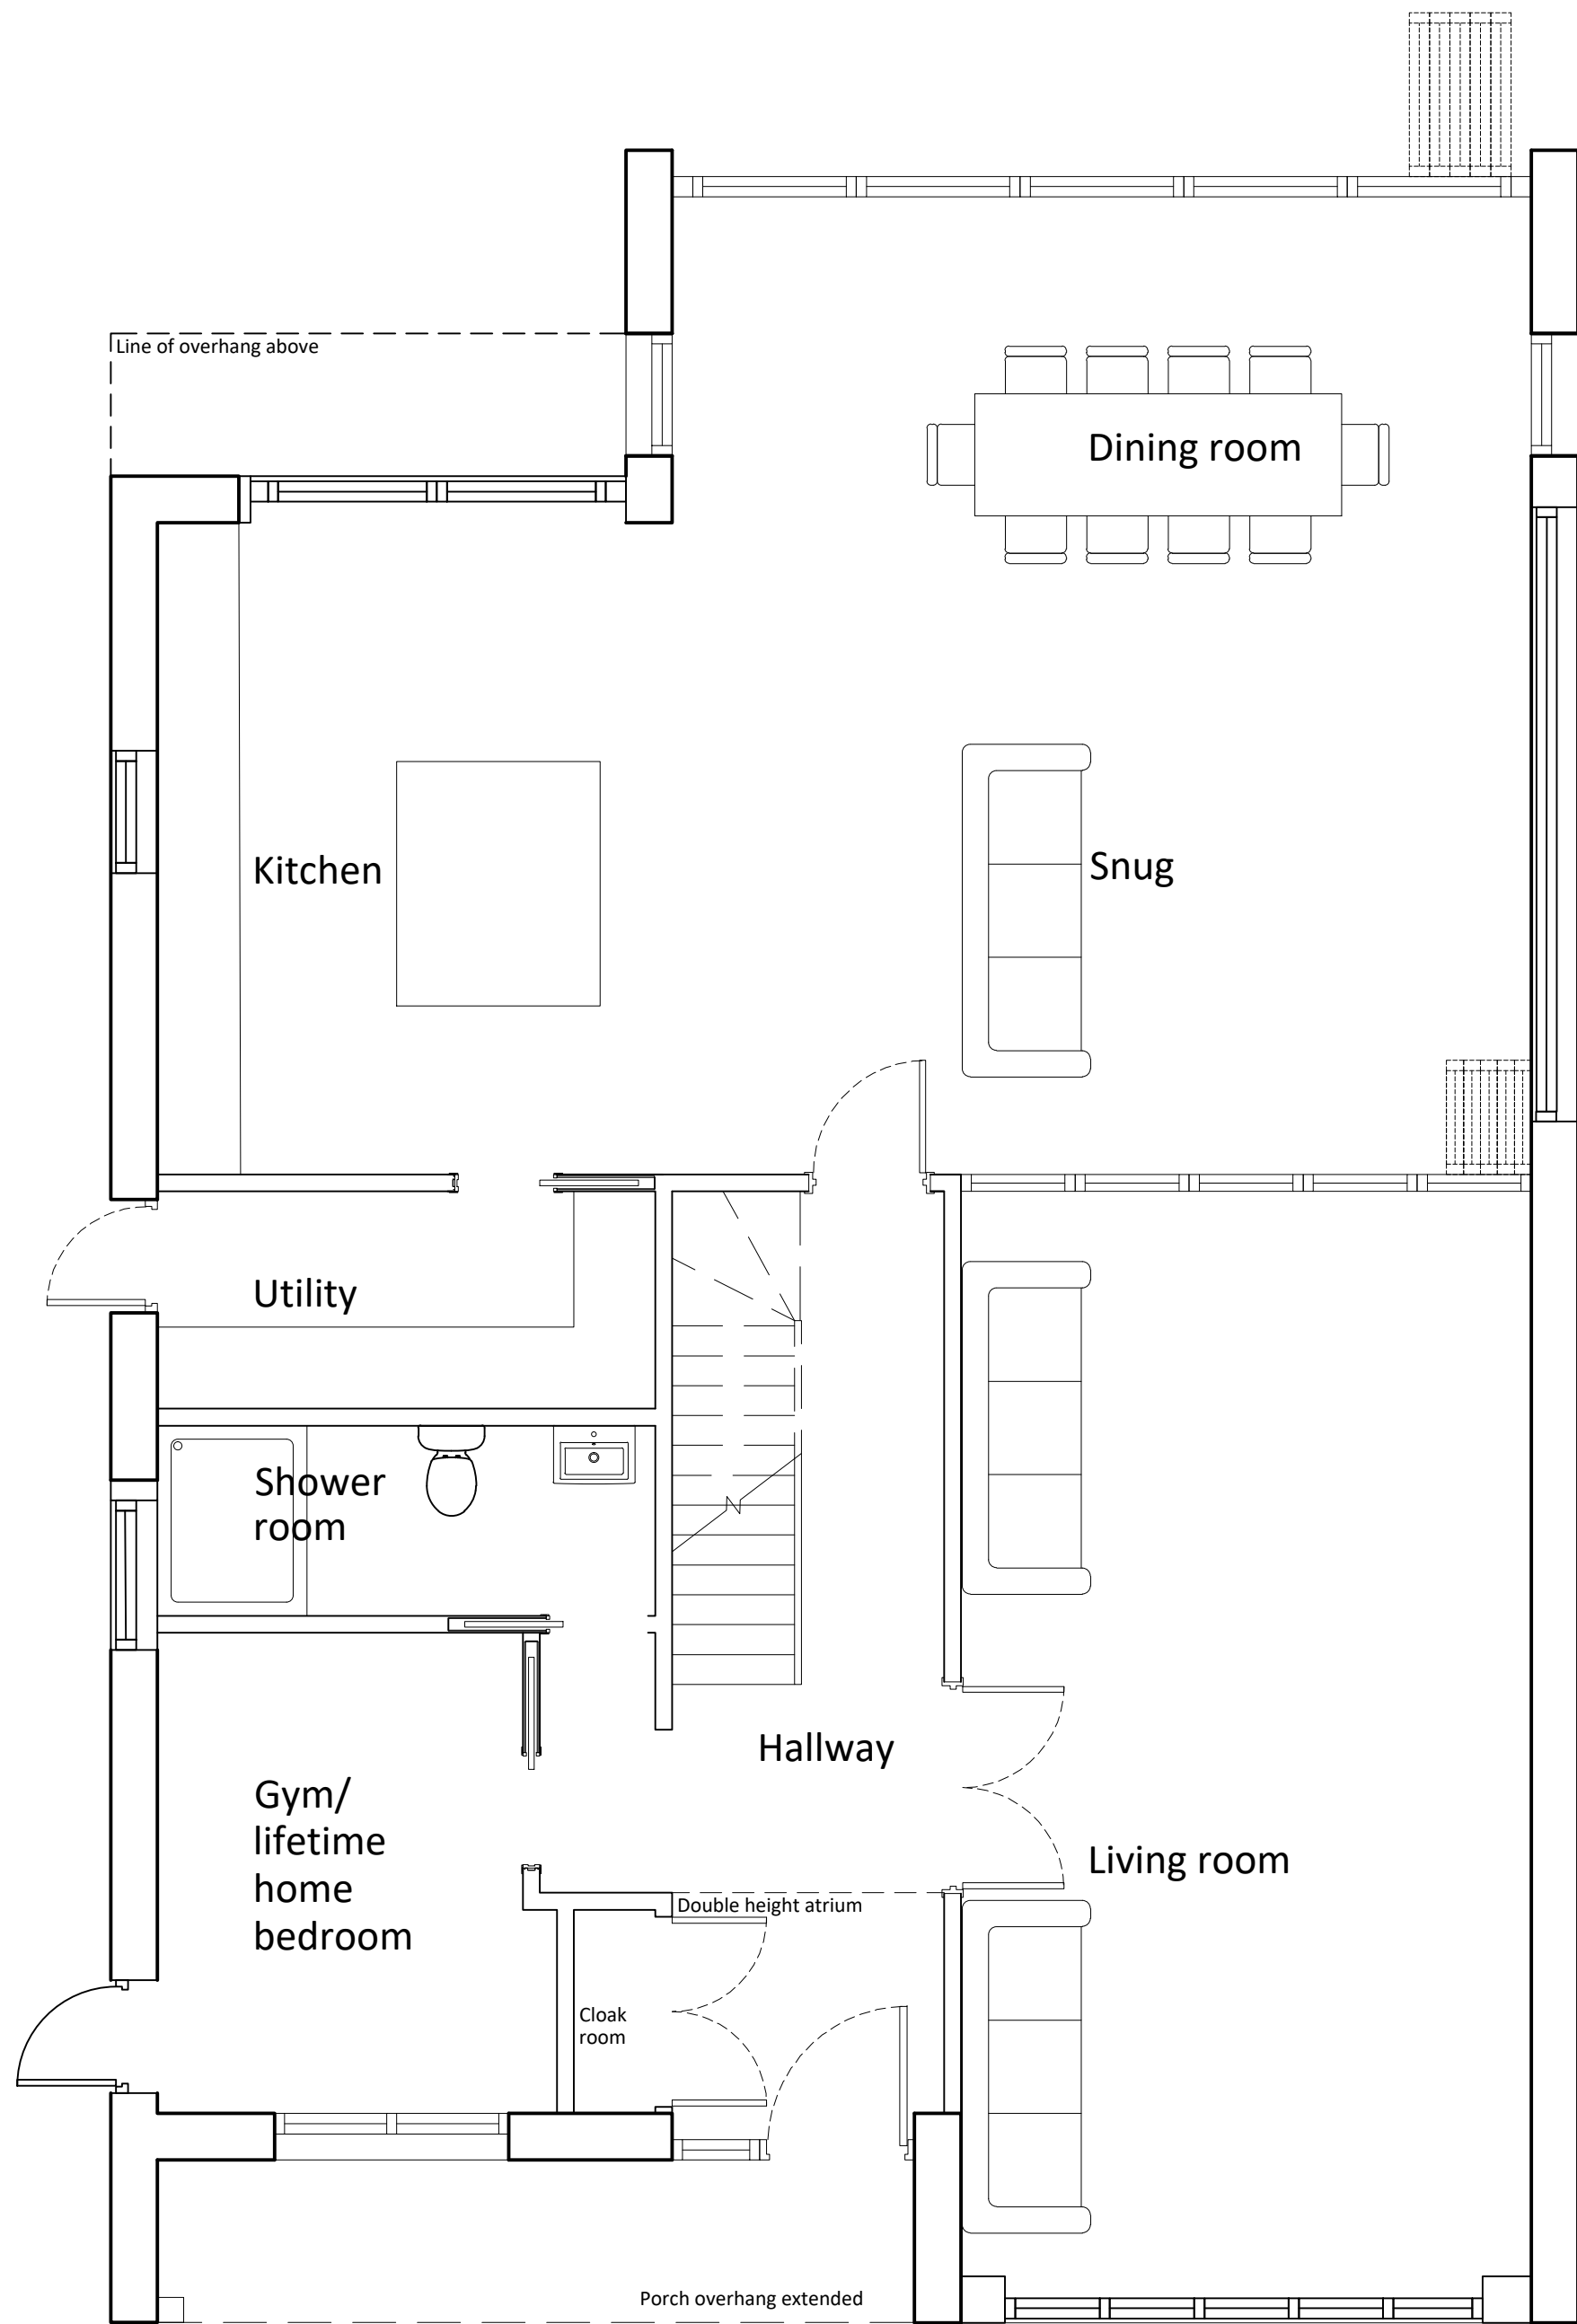 Line of overhang above
Dining room
Kitchen
Snug
Utility
Shower
room
Hallway
Gym/
lifetime
home
bedroom
Living room
Double height atrium
Cloak
room
Porch overhang extended